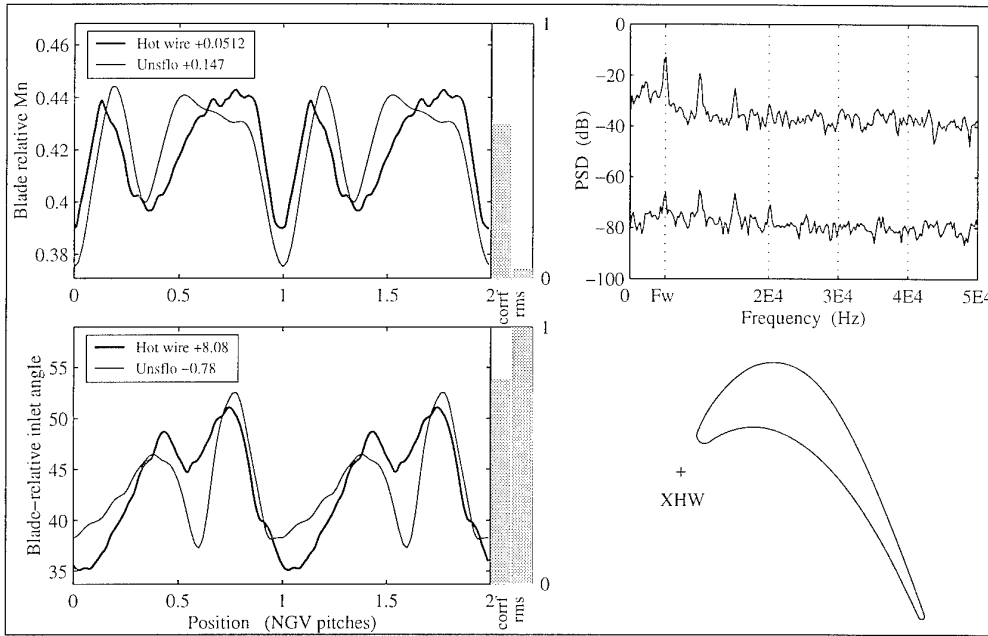 0.46
0.44
0.42
0.4
0.38
Blade relative Mn
Hot wire +0.0512
Unsflo +0.147
0
0.5
1
1.5
2
1
0
corrf
rms
0
−20
−40
−60
−80
−100
PSD (dB)
0
Fw
2E4
3E4
4E4
5E4
Frequency (Hz)
55
50
45
40
35
Blade−relative inlet angle
Hot wire +8.08
Unsflo −0.78
0
0.5
1
1.5
2
Position (NGV pitches)
1
0
corrf
rms
+
XHW